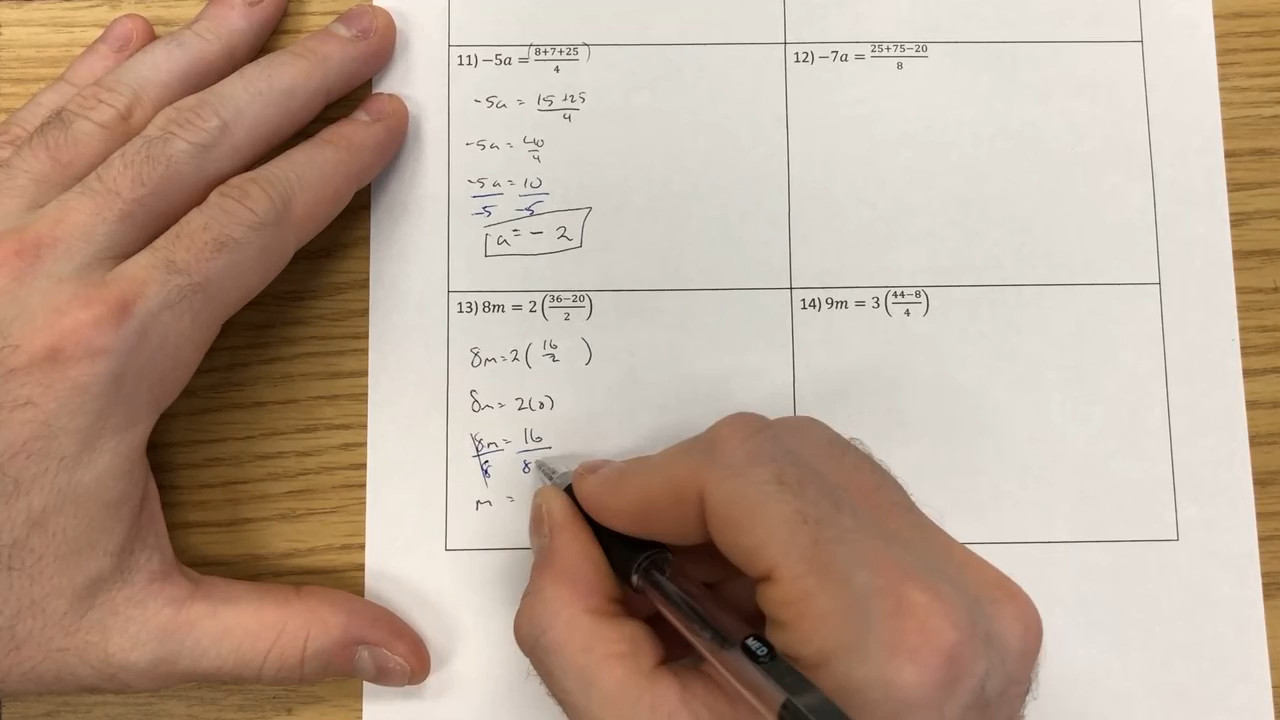 11) −5a = (8+7+25)/4
-5a = 15+25/4
-5a = 40/4
-5a = 10
-5 -5
a = - 2
12) −7a = 25+75−20/8
13) 8m = 2(36−20/2)
8m = 2(16/2)
8m = 2(8)
8m = 16
8 8
m =
14) 9m = 3(44−8/4)
MED